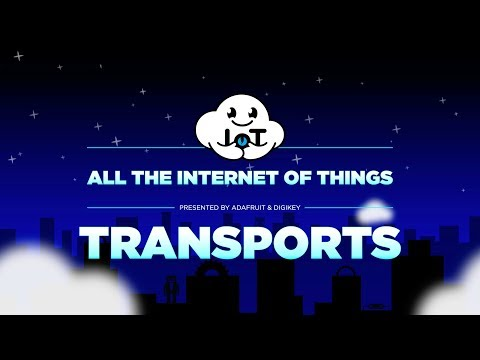 IoT
ALL THE INTERNET OF THINGS
PRESENTED BY ADAFRUIT & DIGIKEY
TRANSPORTS